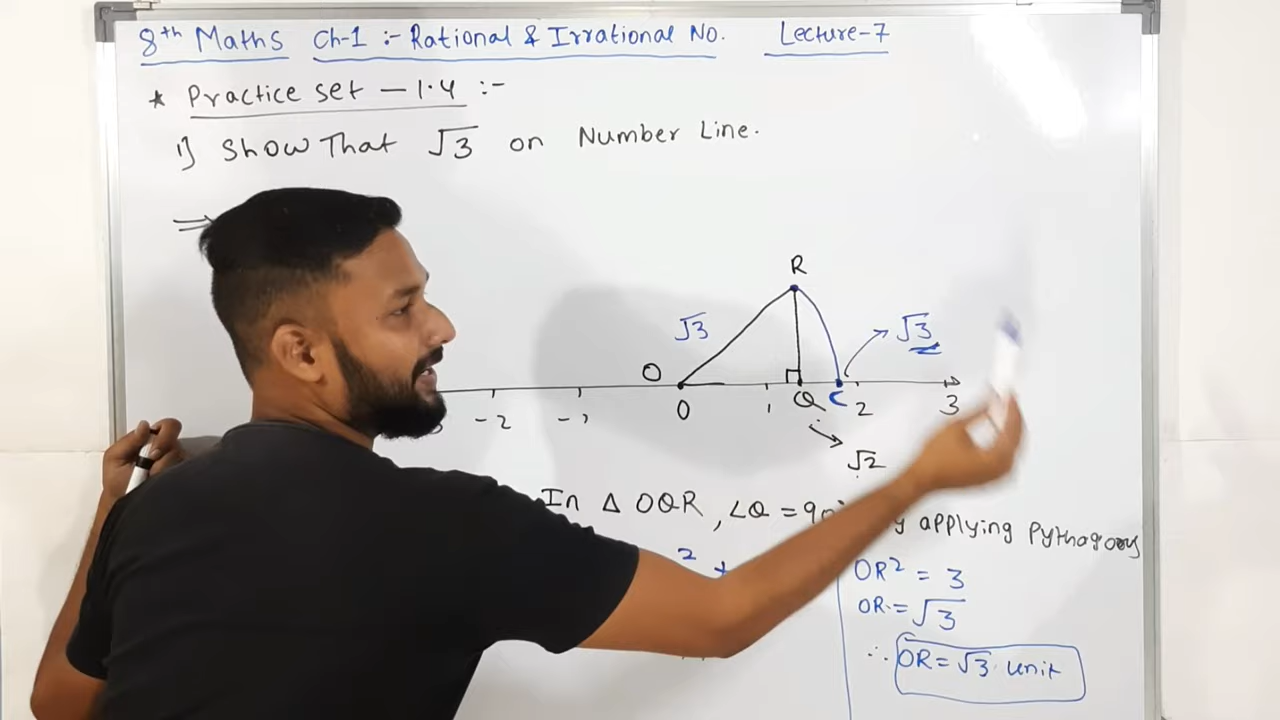 8th Maths Ch-1 :- Rational & Irrational No. Lecture-7
* Practice set - 1.4 :-
1) Show That √3 on Number Line.
⇒
R
√3
√3
O
-2 -1 0 1 Q C 2 3
√2
In Δ OQR, ∠Q = 90° applying Pythagoras
2 +
OR² = 3
OR = √3
∴ OR = √3 unit